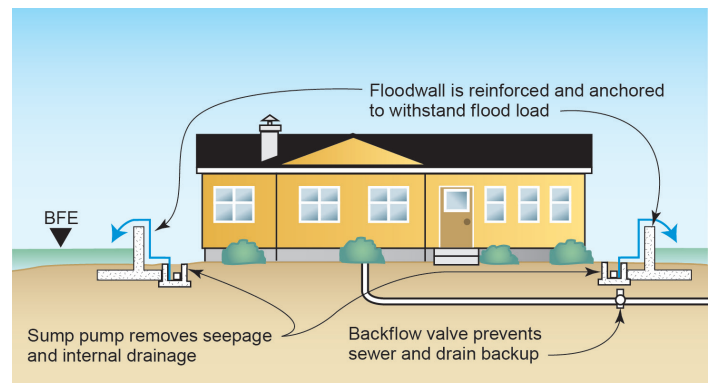 Floodwall is reinforced and anchored
to withstand flood load
BFE
Sump pump removes seepage
and internal drainage
Backflow valve prevents
sewer and drain backup